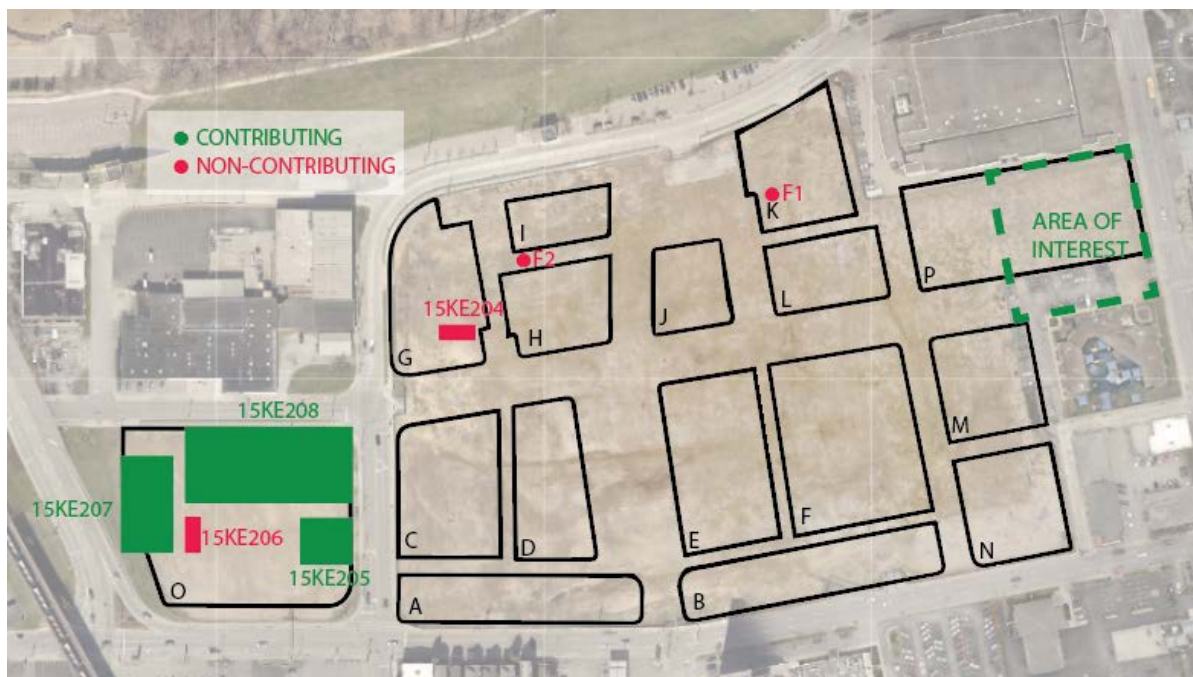 CONTRIBUTING
NON-CONTRIBUTING
F1
K
I
F2
AREA OF
INTEREST
P
L
15KE204
J
H
G
15KE208
M
15KE207
15KE206
F
E
C
D
N
15KE205
O
A
B